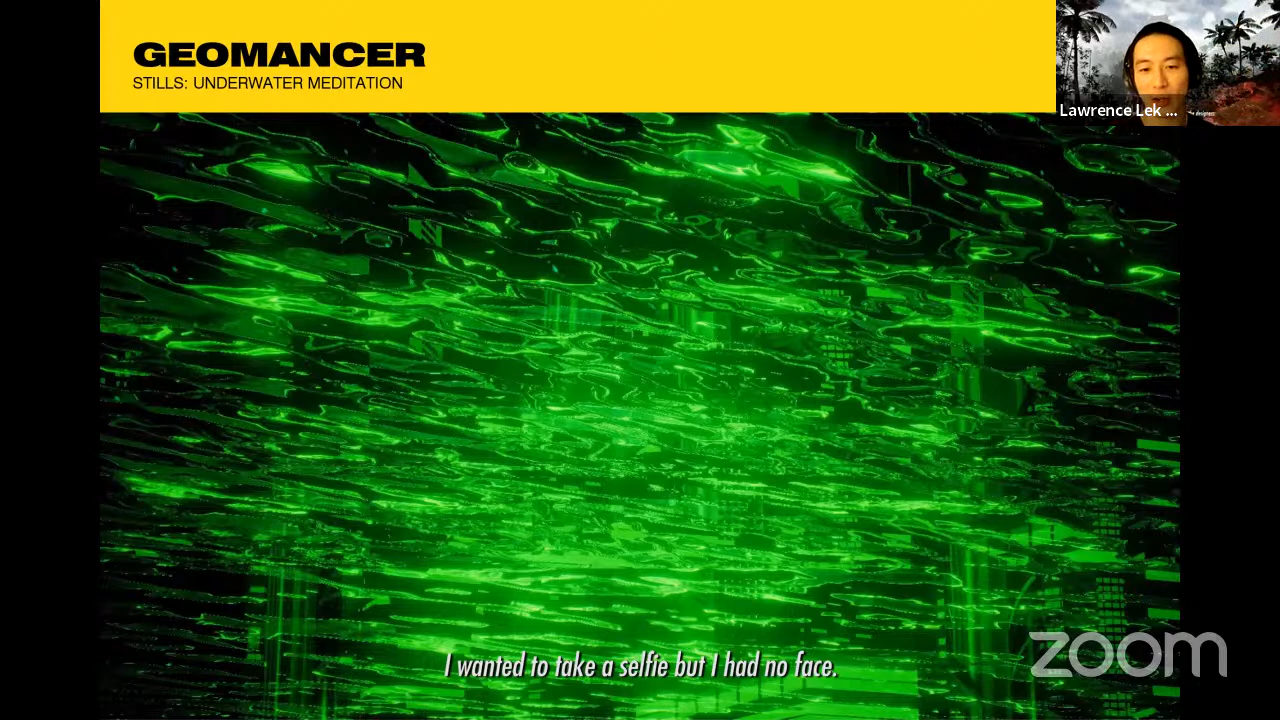 GEOMANCER
STILLS: UNDERWATER MEDITATION
Lawrence Lek ...
I wanted to take a selfie but I had no face.
zoom